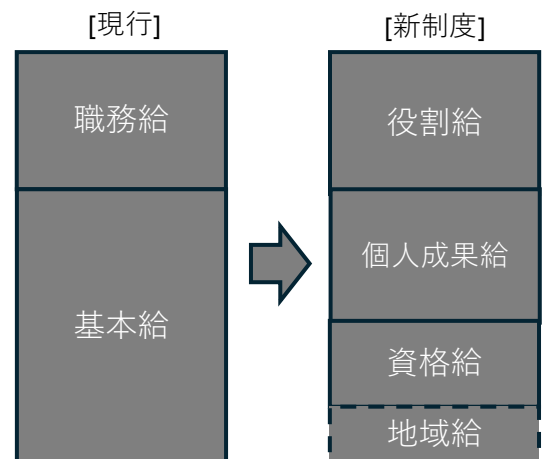 [現行]
職務給
基本給
[新制度]
役割給
個人成果給
資格給
地域給